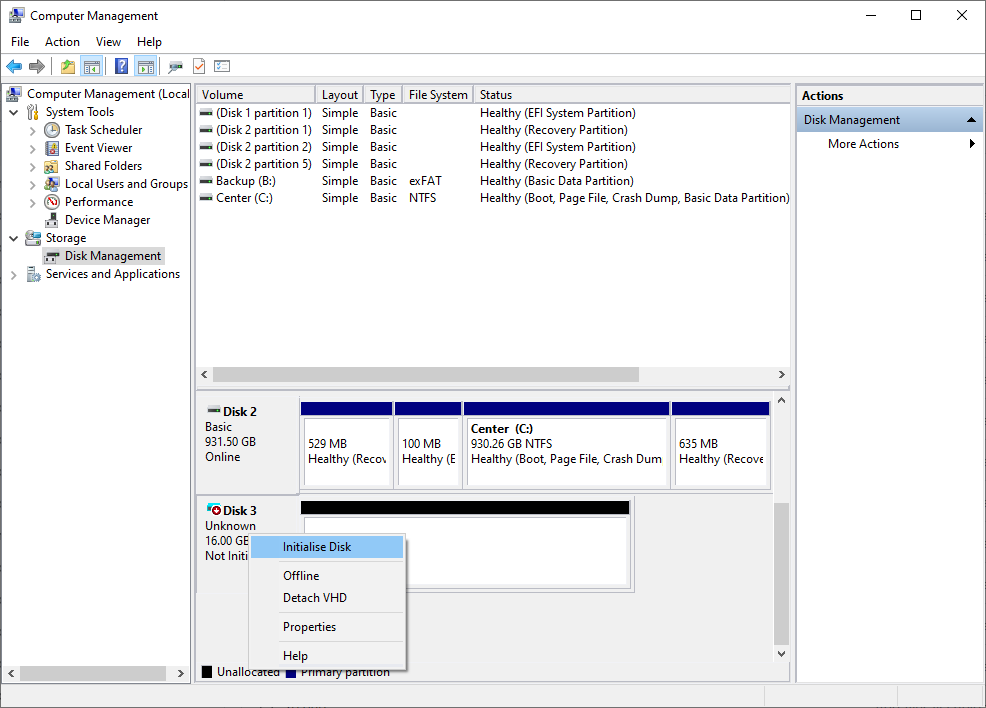 Computer Management
File Action View Help
Computer Management (Local
System Tools
Task Scheduler
Event Viewer
Shared Folders
Local Users and Groups
Performance
Device Manager
Storage
Disk Management
Services and Applications
Volume Layout Type File System Status
(Disk 1 partition 1) Simple Basic Healthy (EFI System Partition)
(Disk 2 partition 1) Simple Basic Healthy (Recovery Partition)
(Disk 2 partition 2) Simple Basic Healthy (EFI System Partition)
(Disk 2 partition 5) Simple Basic Healthy (Recovery Partition)
Backup (B:) Simple Basic exFAT Healthy (Basic Data Partition)
Center (C:) Simple Basic NTFS Healthy (Boot, Page File, Crash Dump, Basic Data Partition)
Disk 2
Basic
931.50 GB
Online
529 MB
Healthy (Recov
100 MB
Healthy (E
Center (C:)
930.26 GB NTFS
Healthy (Boot, Page File, Crash Dum
635 MB
Healthy (Recove
Disk 3
Unknown
16.00 GB
Not Initi
Initialise Disk
Offline
Detach VHD
Properties
Help
Unallocated Primary partition
Actions
Disk Management
More Actions